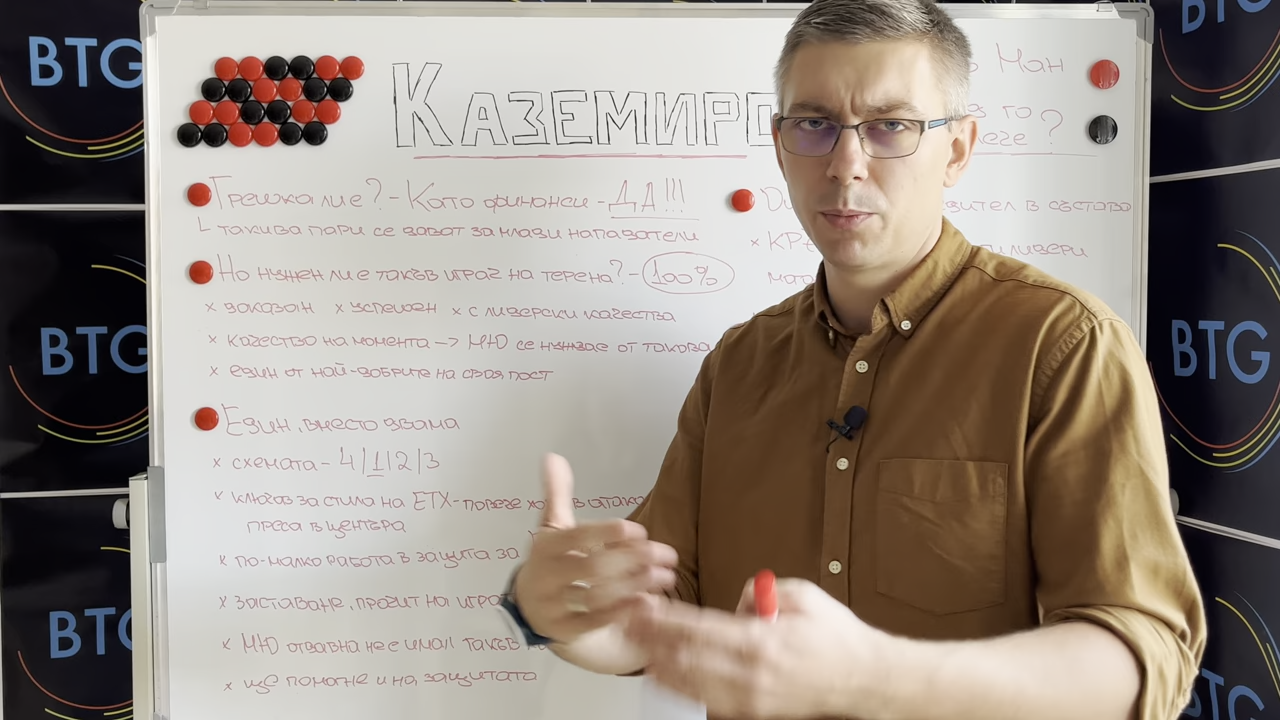 BTG
BTG
BTG
BTG
BTG
BTG
КАЗЕМИРО
Ман
то
Грешка ли е? - Като финанси - ДА!!!
такива пари се дават за млади нападатели
Но нужен ли е такъв играч на терена? - 100%
x доказан x успешен x с лидерски качества
x качество на момента → МЮ се нуждае от такова
x един от най-добрите на своя пост
Един, вместо двама
x схемата - 4/1/2/3
x ключов за стила на ЕТХ - повече хора в атака
преса в центъра
x по-малко работа в защита за
x заставане, прочит на игра
x МЮ отдавна не е имал такъв
x ще помогне и на защитата
в състава